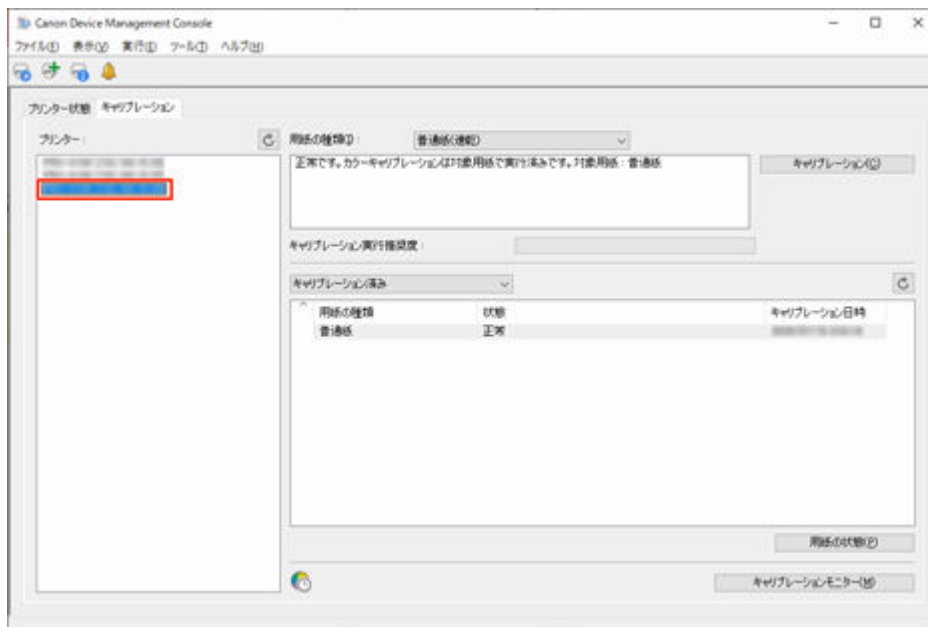 Canon Device Management Console
ファイル(F) 表示(V) 実行(E) ツール(T) ヘルプ(H)
プリンター状態 キャリブレーション
プリンター: 用紙の種類(I): 普通紙(速乾)
正常です。カラーキャリブレーションは対象用紙で実行済みです。対象用紙: 普通紙 キャリブレーション(C)
キャリブレーション実行推奨度:
キャリブレーション済み
用紙の種類 状態 キャリブレーション日時
普通紙 正常
用紙の状態(P)
キャリブレーションモニター(M)